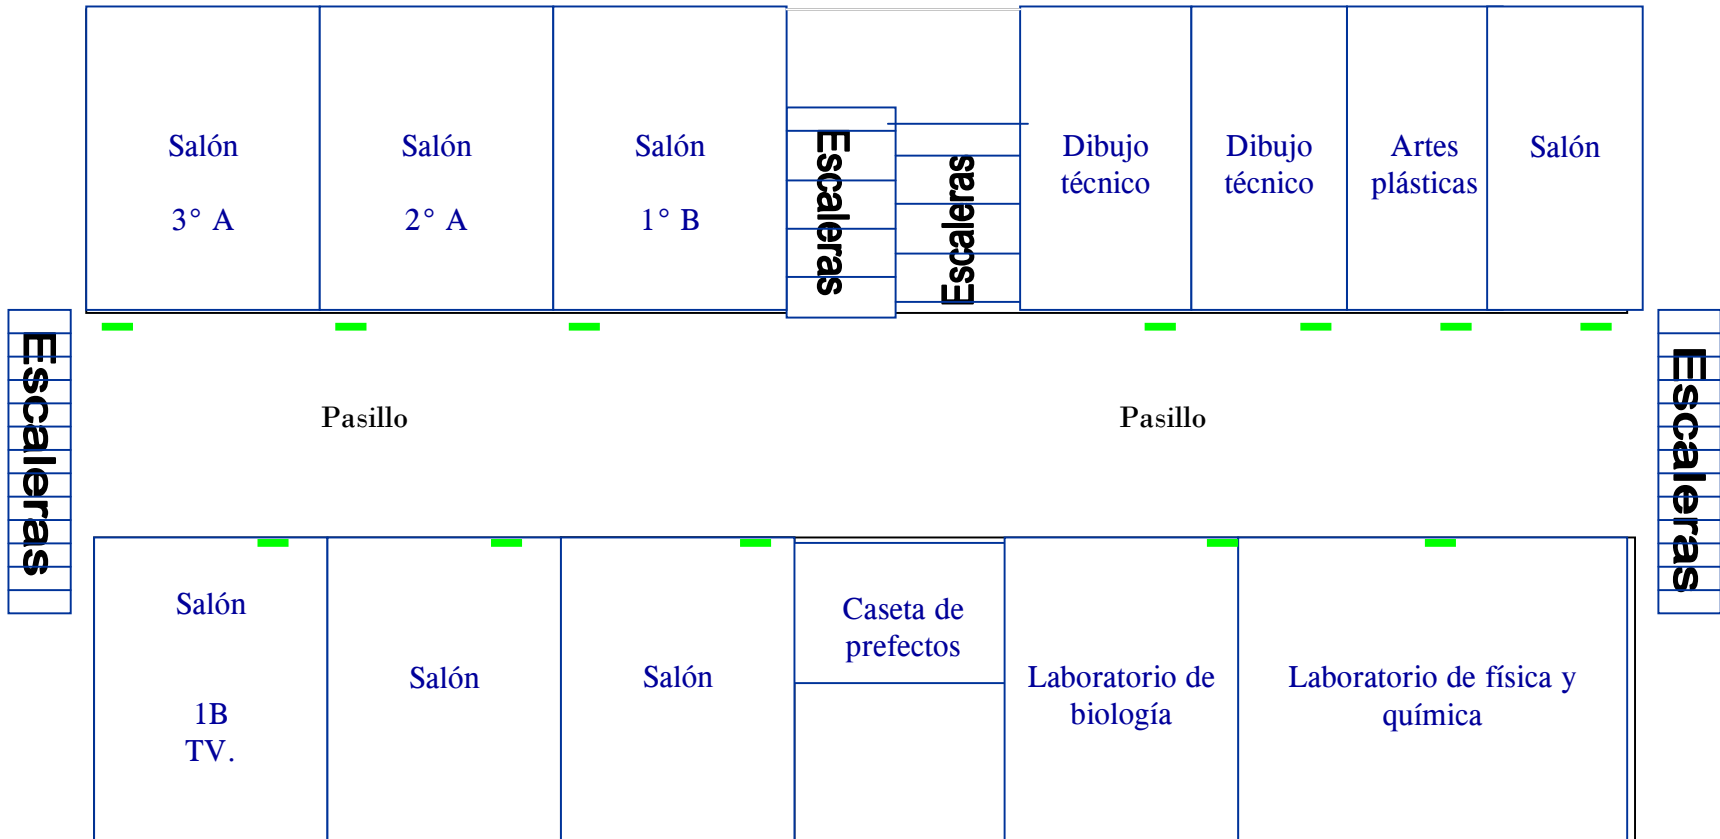 Salón
3° A
Salón
2° A
Salón
1° B
Escaleras
Escaleras
Dibujo
técnico
Dibujo
técnico
Artes
plásticas
Salón
Escaleras
Pasillo
Pasillo
Escaleras
Salón
1B
TV.
Salón
Salón
Caseta de
prefectos
Laboratorio de
biología
Laboratorio de física y
química